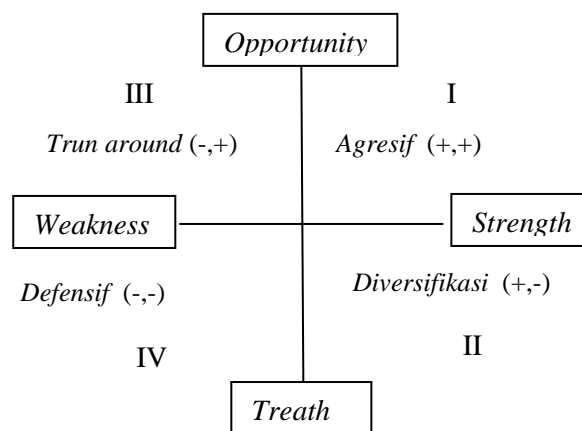 Opportunity
III
I
Trun around (-,+)
Agresif (+,+)
Weakness
Strength
Defensif (-,-)
Diversifikasi (+,-)
IV
II
Treath